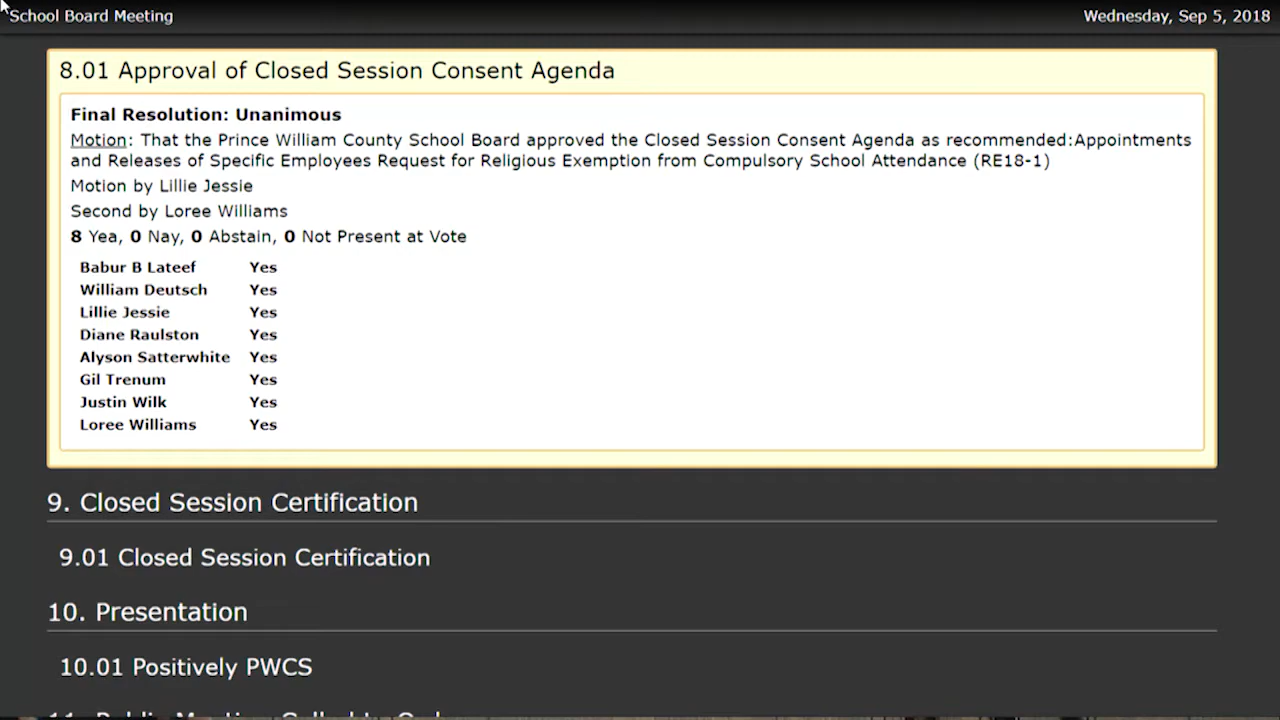 School Board Meeting
Wednesday, Sep 5, 2018
8.01 Approval of Closed Session Consent Agenda
Final Resolution: Unanimous
Motion: That the Prince William County School Board approved the Closed Session Consent Agenda as recommended:Appointments
and Releases of Specific Employees Request for Religious Exemption from Compulsory School Attendance (RE18-1)
Motion by Lillie Jessie
Second by Loree Williams
8 Yea, 0 Nay, 0 Abstain, 0 Not Present at Vote
Babur B Lateef Yes
William Deutsch Yes
Lillie Jessie Yes
Diane Raulston Yes
Alyson Satterwhite Yes
Gil Trenum Yes
Justin Wilk Yes
Loree Williams Yes
9. Closed Session Certification
9.01 Closed Session Certification
10. Presentation
10.01 Positively PWCS